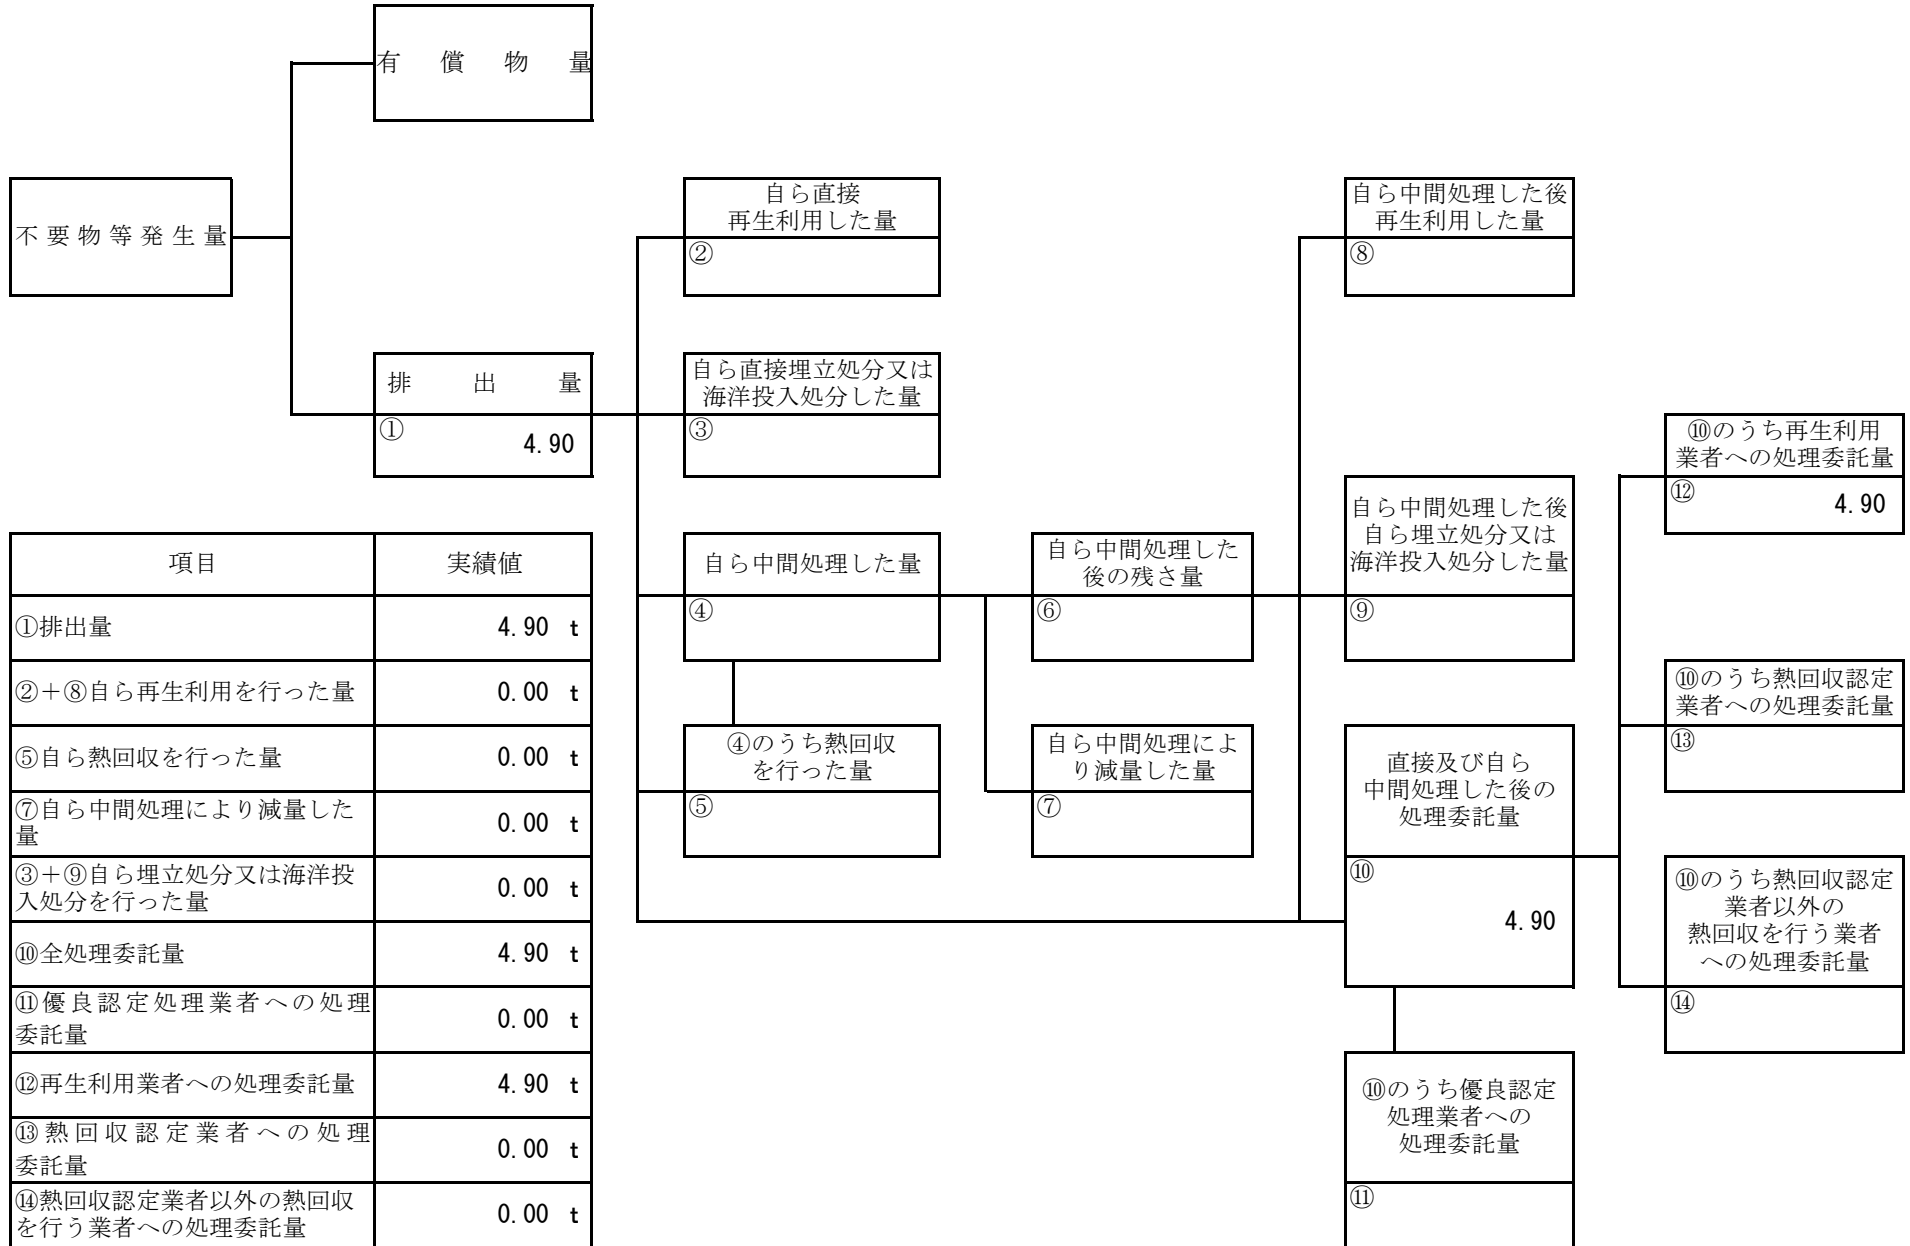 有償物量
不要物等発生量
排出量
①
4.90
自ら直接
再生利用した量
②
自ら直接埋立処分又は
海洋投入処分した量
③
自ら中間処理した量
④
④のうち熱回収
を行った量
⑤
自ら中間処理した
後の残さ量
⑥
自ら中間処理によ
り減量した量
⑦
自ら中間処理した後
再生利用した量
⑧
自ら中間処理した後
自ら埋立処分又は
海洋投入処分した量
⑨
直接及び自ら
中間処理した後の
処理委託量
⑩
4.90
⑩のうち優良認定
処理業者への
処理委託量
⑪
⑩のうち再生利用
業者への処理委託量
⑫
4.90
⑩のうち熱回収認定
業者への処理委託量
⑬
⑩のうち熱回収認定
業者以外の
熱回収を行う業者
への処理委託量
⑭
項目 実績値
①排出量 4.90 t
②＋⑧自ら再生利用を行った量 0.00 t
⑤自ら熱回収を行った量 0.00 t
⑦自ら中間処理により減量した
量 0.00 t
③＋⑨自ら埋立処分又は海洋投
入処分を行った量 0.00 t
⑩全処理委託量 4.90 t
⑪優良認定処理業者への処理
委託量 0.00 t
⑫再生利用業者への処理委託量 4.90 t
⑬熱回収認定業者への処理
委託量 0.00 t
⑭熱回収認定業者以外の熱回収
を行う業者への処理委託量 0.00 t